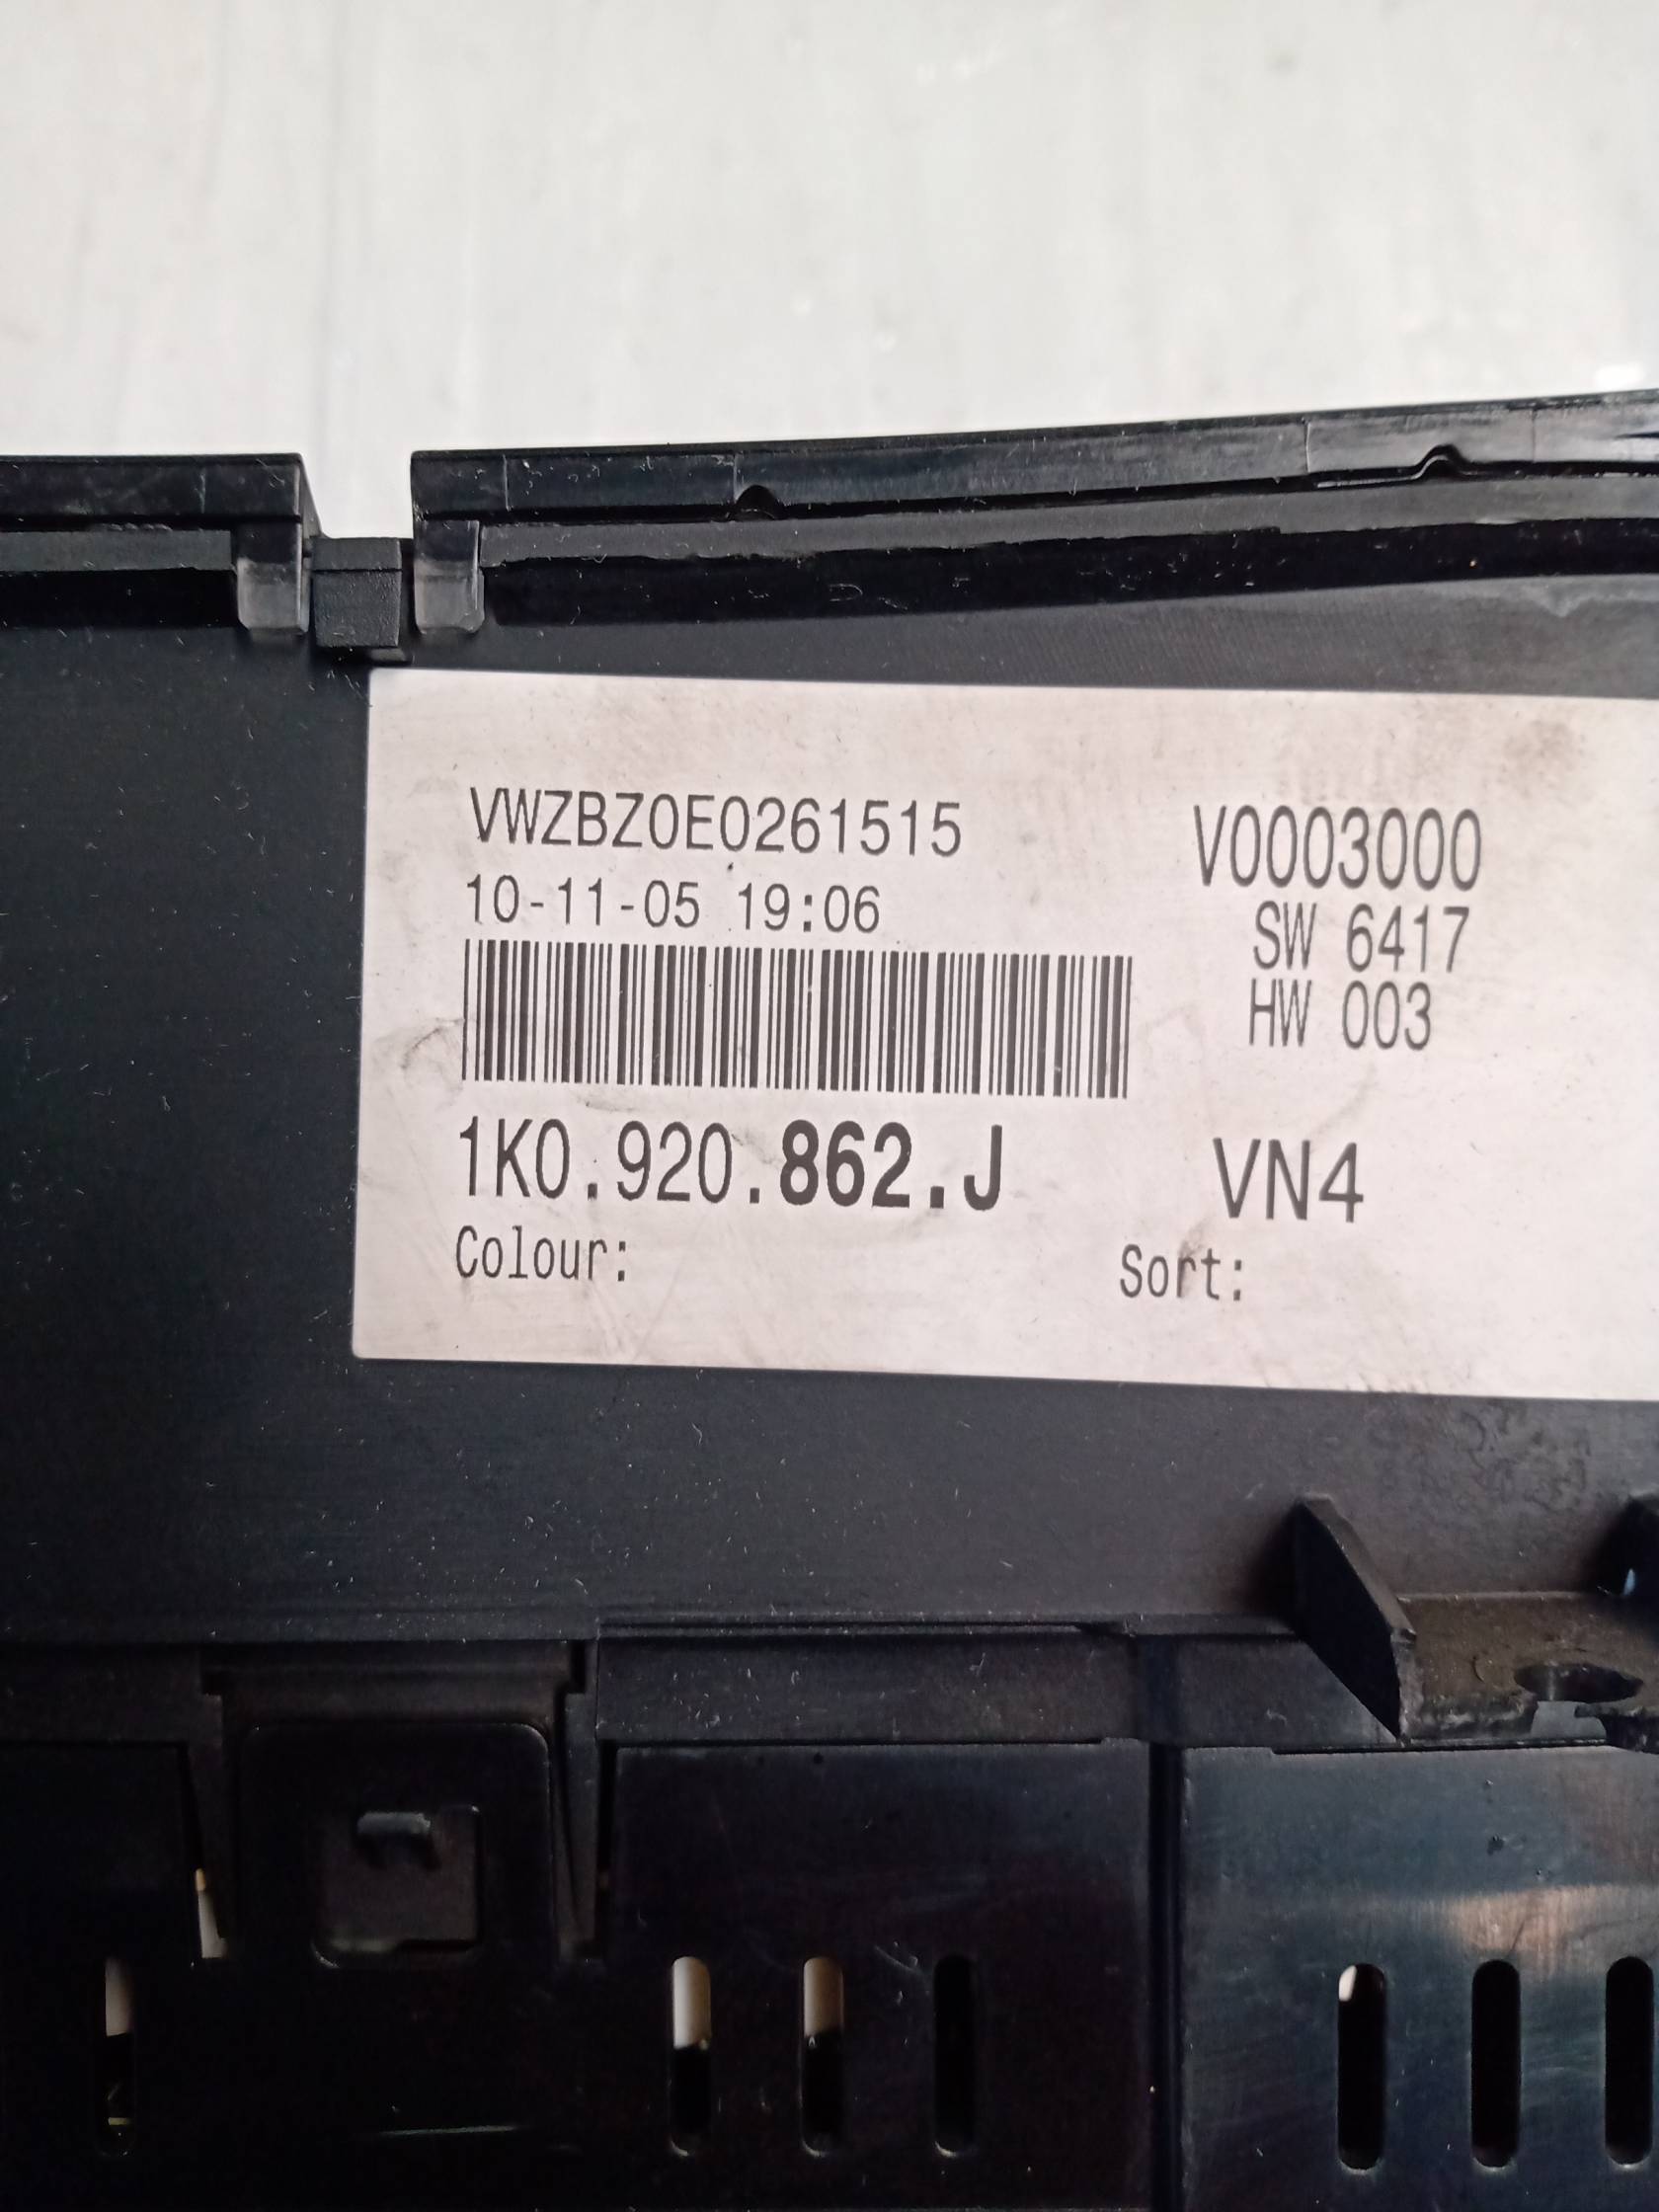 VWZBZ0E0261515
V0003000
10-11-05 19:06
SW 6417
HW 003
1K0.920.862.J
VN4
Colour:
Sort: